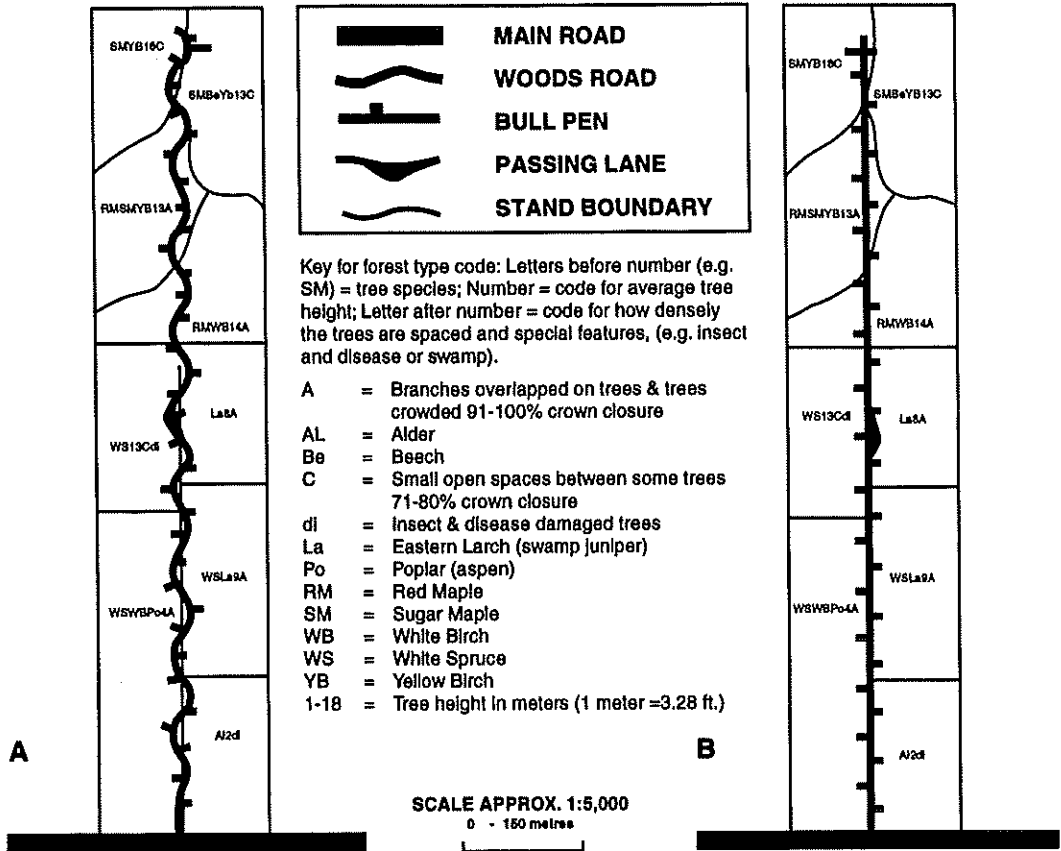 MAIN ROAD
WOODS ROAD
BULL PEN
PASSING LANE
STAND BOUNDARY
Key for forest type code: Letters before number (e.g.
SM) = tree species; Number = code for average tree
height; Letter after number = code for how densely
the trees are spaced and special features, (e.g. insect
and disease or swamp).
A = Branches overlapped on trees & trees
crowded 91-100% crown closure
AL = Alder
Be = Beech
C = Small open spaces between some trees
71-80% crown closure
di = Insect & disease damaged trees
La = Eastern Larch (swamp juniper)
Po = Poplar (aspen)
RM = Red Maple
SM = Sugar Maple
WB = White Birch
WS = White Spruce
YB = Yellow Birch
1-18 = Tree height in meters (1 meter =3.28 ft.)
SCALE APPROX. 1:5,000
0 - 150 metres
A
SMBeYb13C
RMSMYB13A
RMWB14A
WS13Cdi
La8A
WSLa9A
WSWBPo4A
Al2di
B
SMBeYB13C
RMSMYB13A
RMWB14A
WS13Cdi
La8A
WSLa9A
WSWBPo4A
Al2di